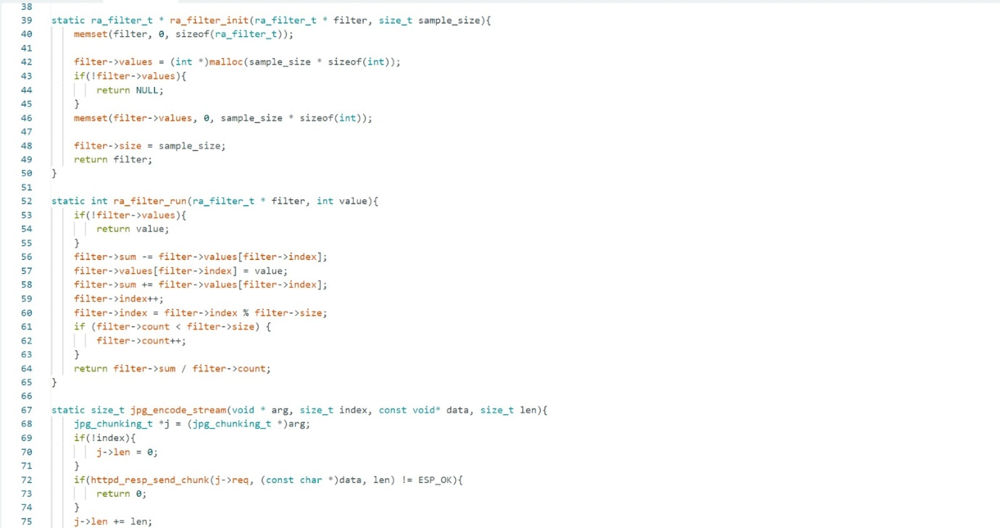 38
39 static ra_filter_t * ra_filter_init(ra_filter_t * filter, size_t sample_size){
40 memset(filter, 0, sizeof(ra_filter_t));
41
42 filter->values = (int *)malloc(sample_size * sizeof(int));
43 if(!filter->values){
44 return NULL;
45 }
46 memset(filter->values, 0, sample_size * sizeof(int));
47
48 filter->size = sample_size;
49 return filter;
50 }
51
52 static int ra_filter_run(ra_filter_t * filter, int value){
53 if(!filter->values){
54 return value;
55 }
56 filter->sum -= filter->values[filter->index];
57 filter->values[filter->index] = value;
58 filter->sum += filter->values[filter->index];
59 filter->index++;
60 filter->index = filter->index % filter->size;
61 if (filter->count < filter->size) {
62 filter->count++;
63 }
64 return filter->sum / filter->count;
65 }
66
67 static size_t jpg_encode_stream(void * arg, size_t index, const void* data, size_t len){
68 jpg_chunking_t *j = (jpg_chunking_t *)arg;
69 if(!index){
70 j->len = 0;
71 }
72 if(httpd_resp_send_chunk(j->req, (const char *)data, len) != ESP_OK){
73 return 0;
74 }
75 j->len += len;